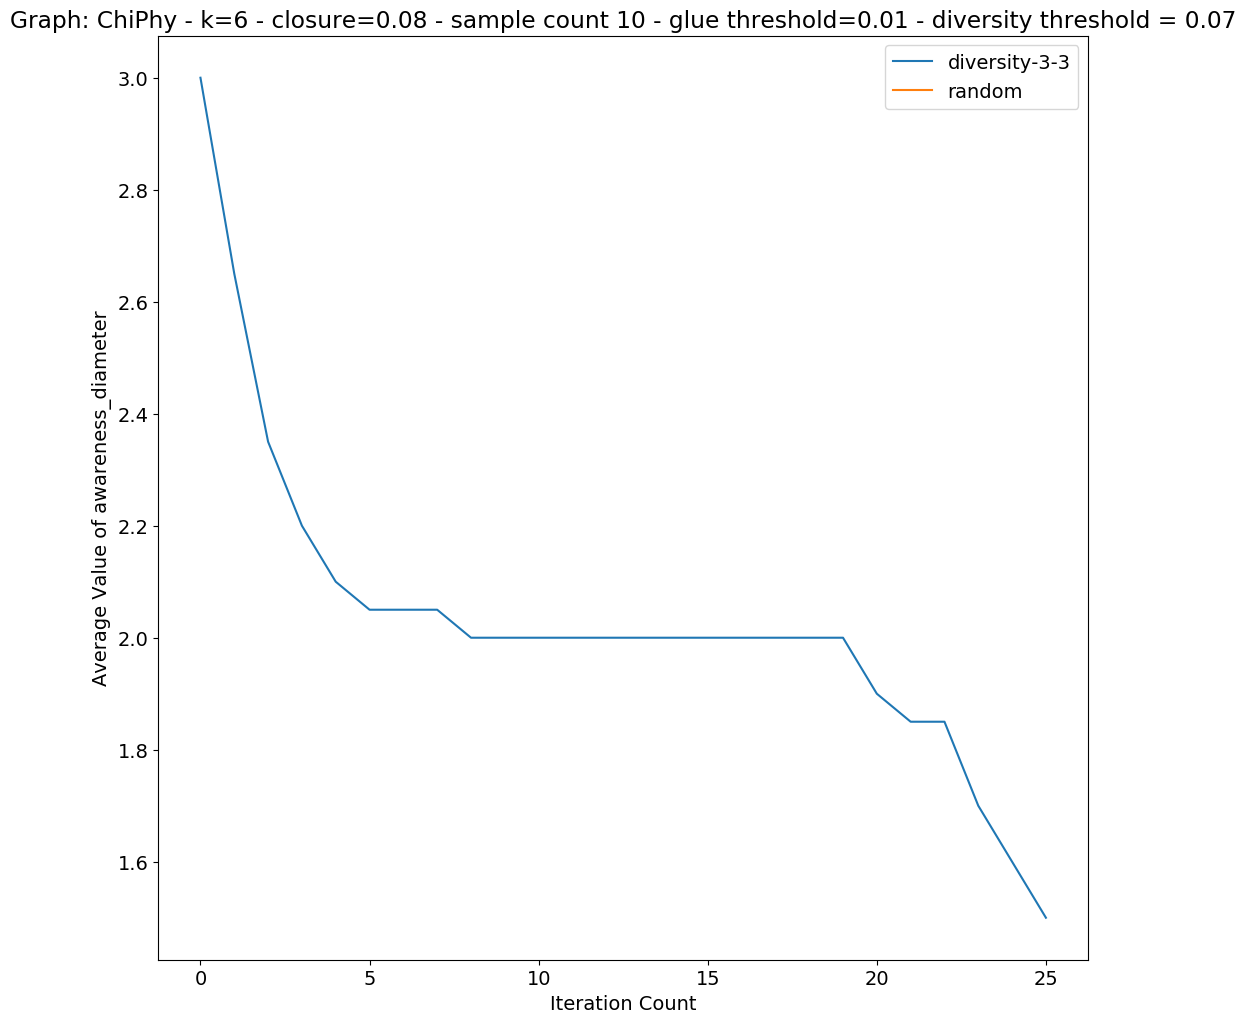 Graph: ChiPhy - k=6 - closure=0.08 - sample count 10 - glue threshold=0.01 - diversity threshold = 0.07
diversity-3-3
random
3.0
2.8
2.6
2.4
2.2
2.0
1.8
1.6
Average Value of awareness_diameter
0 5 10 15 20 25
Iteration Count